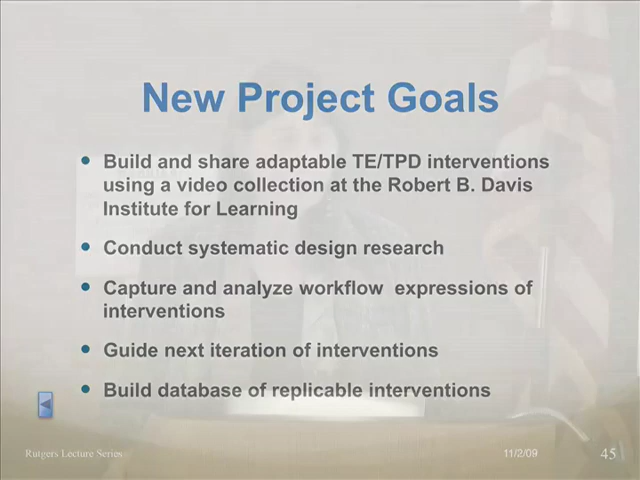 New Project Goals
• Build and share adaptable TE/TPD interventions
using a video collection at the Robert B. Davis
Institute for Learning
• Conduct systematic design research
• Capture and analyze workflow expressions of
interventions
• Guide next iteration of interventions
• Build database of replicable interventions
Rutgers Lecture Series
11/2/09
45